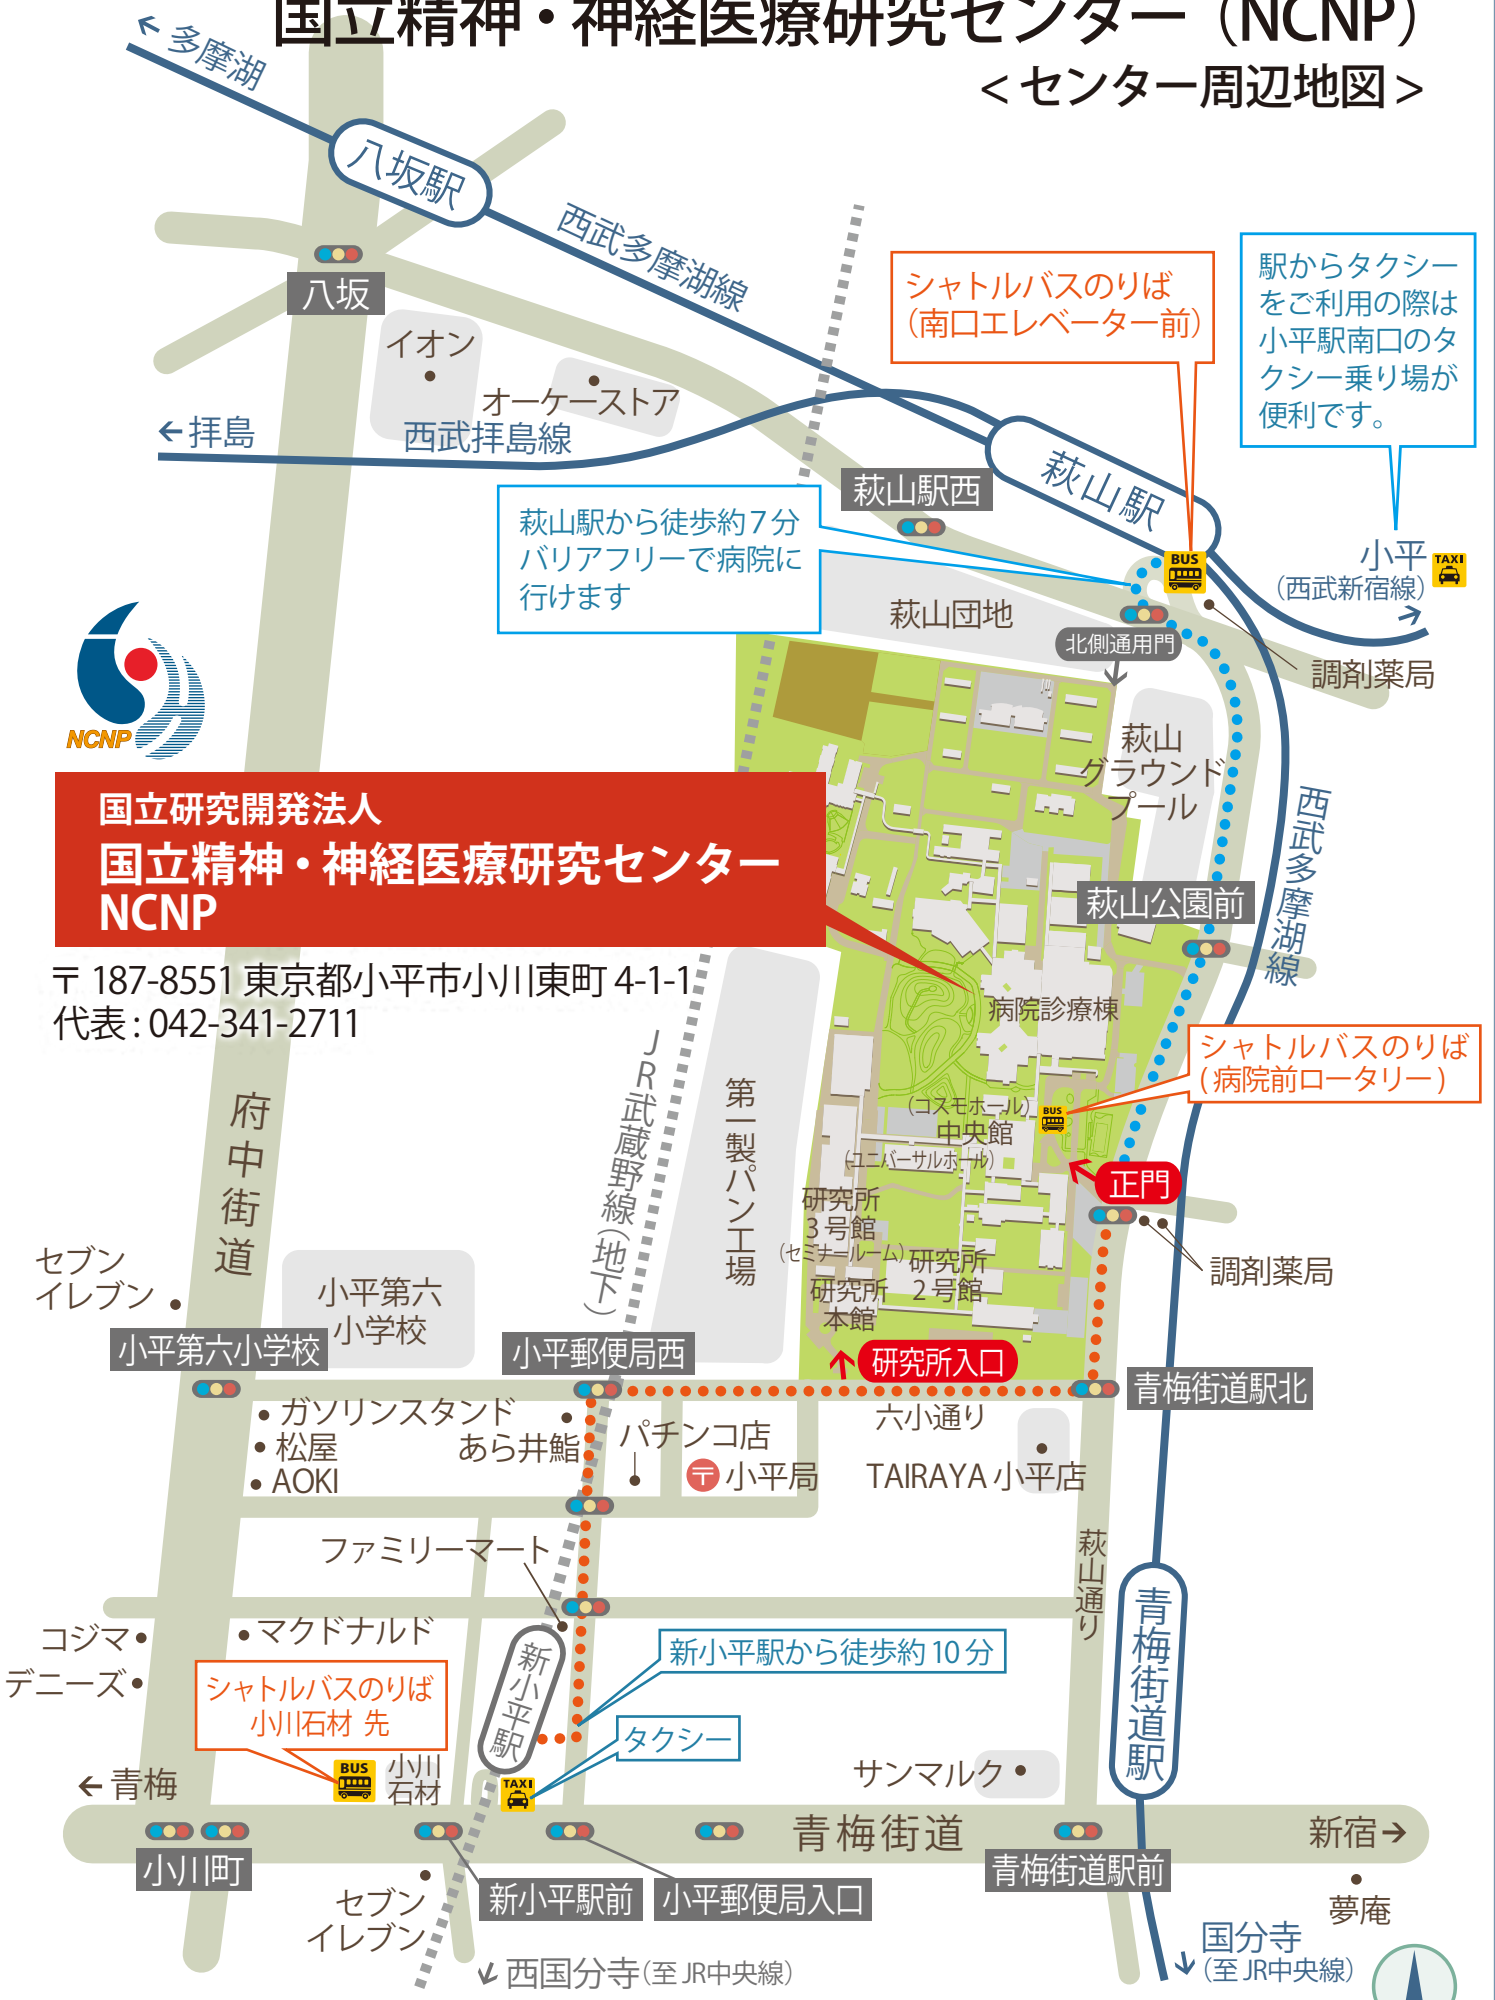 国立精神・神経医療研究センター（NCNP）
<センター周辺地図>
←多摩湖
八坂駅
西武多摩湖線
八坂
イオン
オーケーストア
←拝島
西武拝島線
シャトルバスのりば
（南口エレベーター前）
駅からタクシー
をご利用の際は
小平駅南口のタ
クシー乗り場が
便利です。
萩山駅西
萩山駅
萩山駅から徒歩約7分
バリアフリーで病院に
行けます
BUS
小平
（西武新宿線）
→
TAXI
萩山団地
北側通用門
調剤薬局
萩山
グラウンド
プール
NCNP
国立研究開発法人
国立精神・神経医療研究センター
NCNP
〒187-8551 東京都小平市小川東町 4-1-1
代表 : 042-341-2711
西武多摩湖線
萩山公園前
病院診療棟
シャトルバスのりば
(病院前ロータリー)
BUS
（コスモホール）
中央館
（ユニバーサルホール）
正門
府中街道
JR武蔵野線（地下）
第一製パン工場
研究所
3号館
（セミナールーム）
研究所
2号館
研究所
本館
調剤薬局
セブン
イレブン
小平第六
小学校
小平第六小学校
小平郵便局西
研究所入口
青梅街道駅北
ガソリンスタンド
松屋
AOKI
あら井鮨
パチンコ店
〒小平局
六小通り
TAIRAYA 小平店
ファミリーマート
萩山通り
コジマ
デニーズ
マクドナルド
新小平駅
新小平駅から徒歩約10分
青梅街道駅
シャトルバスのりば
小川石材 先
タクシー
BUS
小川
石材
TAXI
サンマルク
←青梅
青梅街道
新宿→
小川町
新小平駅前
小平郵便局入口
青梅街道駅前
セブン
イレブン
夢庵
西国分寺（至 JR中央線）
国分寺
（至 JR中央線）